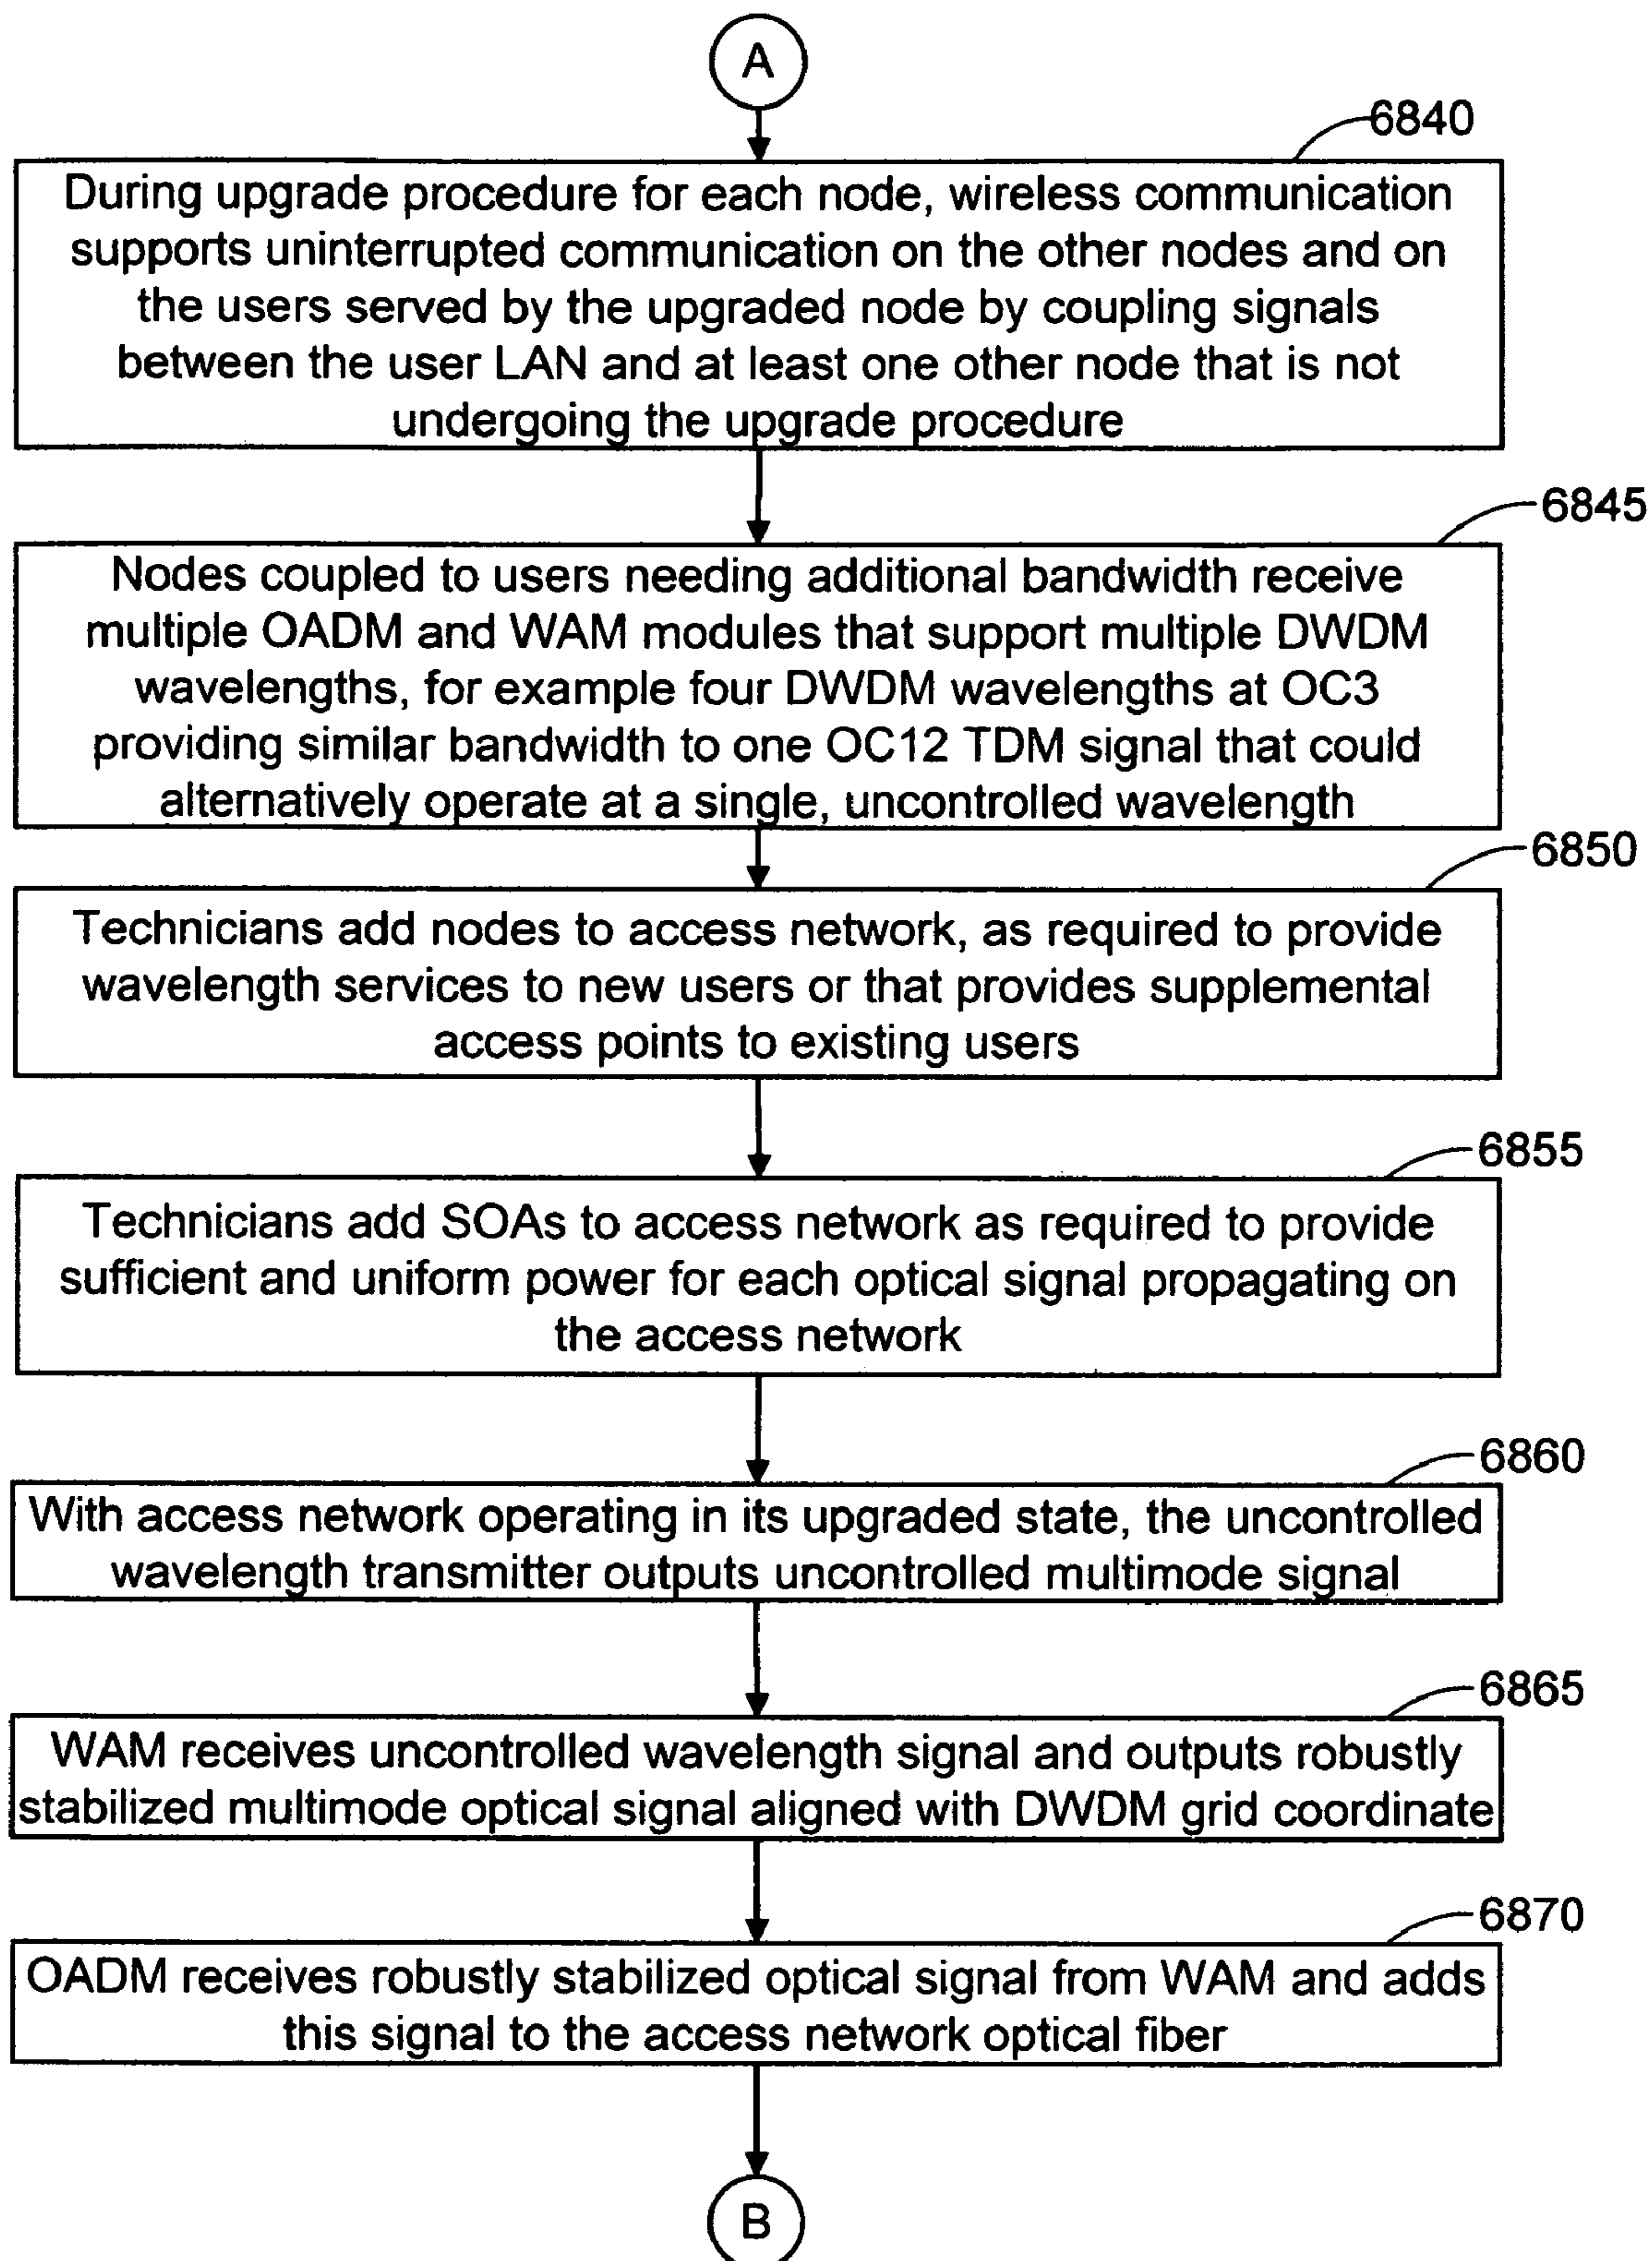 A
6840
During upgrade procedure for each node, wireless communication
supports uninterrupted communication on the other nodes and on
the users served by the upgraded node by coupling signals
between the user LAN and at least one other node that is not
undergoing the upgrade procedure
6845
Nodes coupled to users needing additional bandwidth receive
multiple OADM and WAM modules that support multiple DWDM
wavelengths, for example four DWDM wavelengths at OC3
providing similar bandwidth to one OC12 TDM signal that could
alternatively operate at a single, uncontrolled wavelength
6850
Technicians add nodes to access network, as required to provide
wavelength services to new users or that provides supplemental
access points to existing users
6855
Technicians add SOAs to access network as required to provide
sufficient and uniform power for each optical signal propagating on
the access network
6860
With access network operating in its upgraded state, the uncontrolled
wavelength transmitter outputs uncontrolled multimode signal
6865
WAM receives uncontrolled wavelength signal and outputs robustly
stabilized multimode optical signal aligned with DWDM grid coordinate
6870
OADM receives robustly stabilized optical signal from WAM and adds
this signal to the access network optical fiber
B